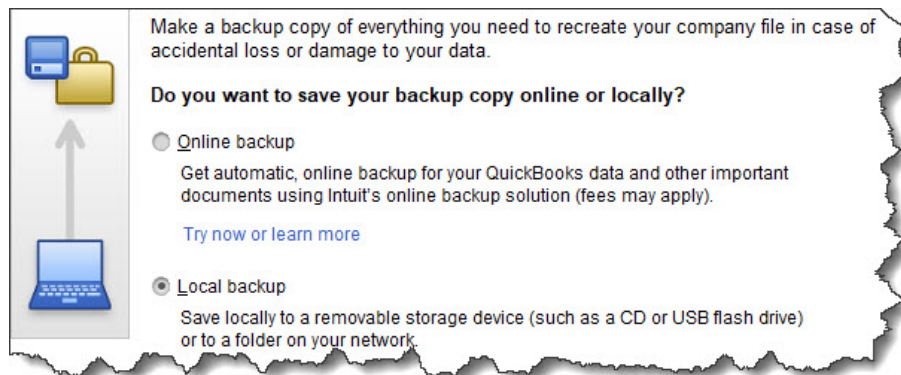 Make a backup copy of everything you need to recreate your company file in case of
accidental loss or damage to your data.
Do you want to save your backup copy online or locally?
Online backup
Get automatic, online backup for your QuickBooks data and other important
documents using Intuit's online backup solution (fees may apply).
Try now or learn more
Local backup
Save locally to a removable storage device (such as a CD or USB flash drive)
or to a folder on your network.